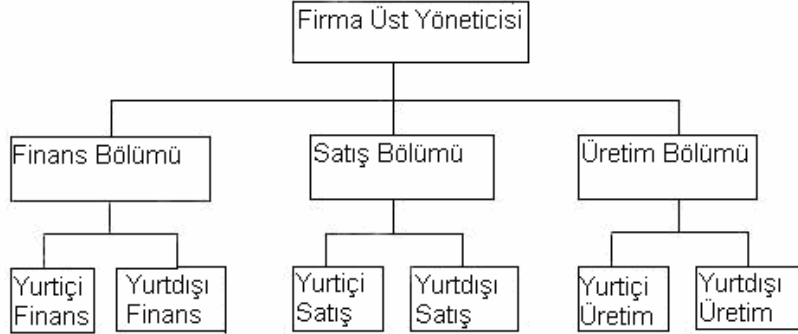 Firma Üst Yöneticisi
Finans Bölümü
Satış Bölümü
Üretim Bölümü
Yurtiçi
Finans
Yurtdışı
Finans
Yurtiçi
Satış
Yurtdışı
Satış
Yurtiçi
Üretim
Yurtdışı
Üretim